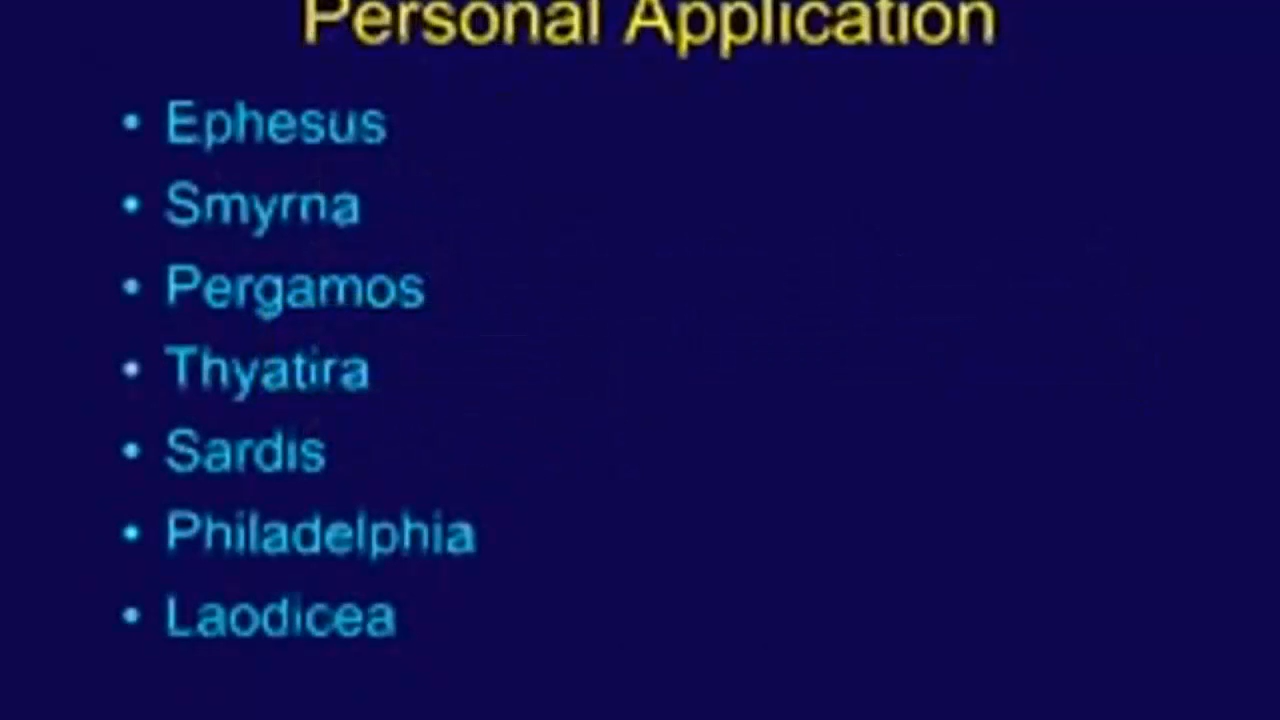 Personal Application
• Ephesus
• Smyrna
• Pergamos
• Thyatira
• Sardis
• Philadelphia
• Laodicea